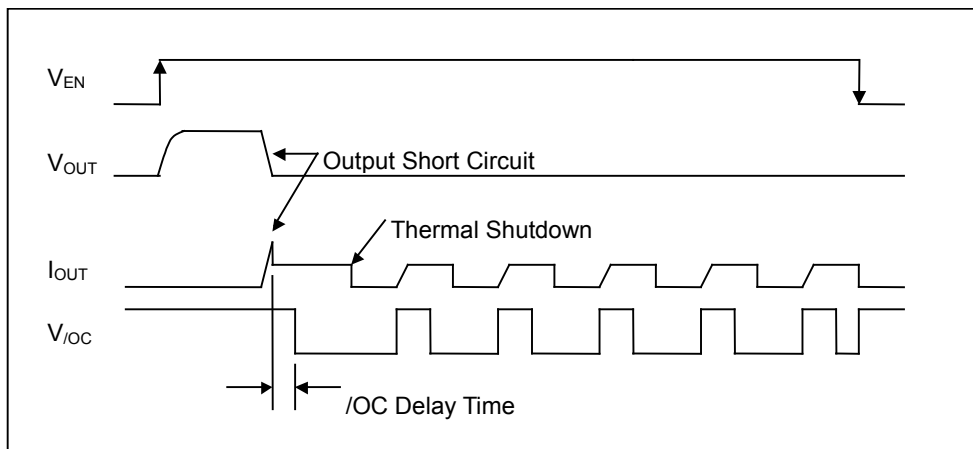 VEN
VOUT
Output Short Circuit
Thermal Shutdown
IOUT
V/OC
/OC Delay Time